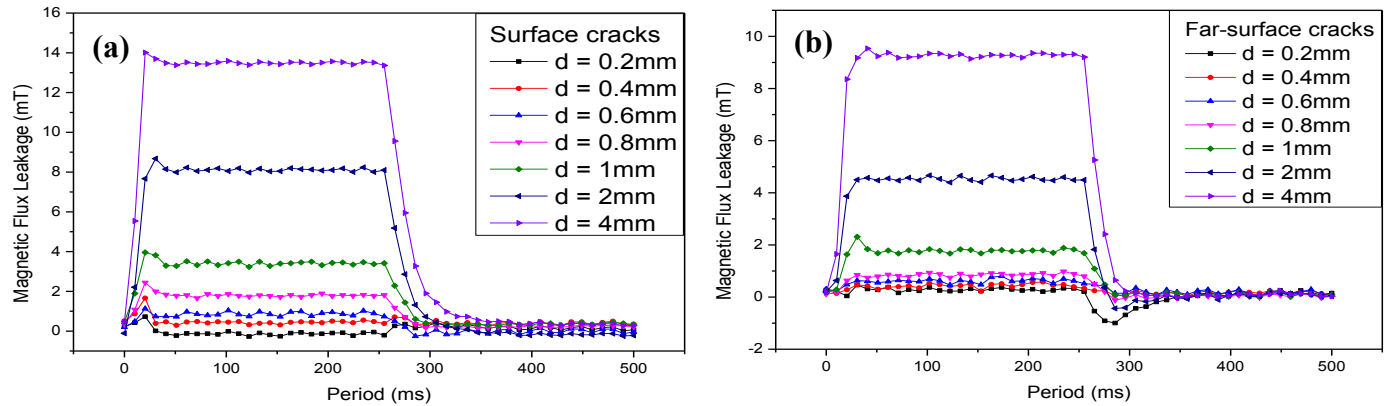 (a)
Surface cracks
d = 0.2mm
d = 0.4mm
d = 0.6mm
d = 0.8mm
d = 1mm
d = 2mm
d = 4mm
Magnetic Flux Leakage (mT)
16
14
12
10
8
6
4
2
0
0
100
200
300
400
500
Period (ms)
(b)
Far-surface cracks
d = 0.2mm
d = 0.4mm
d = 0.6mm
d = 0.8mm
d = 1mm
d = 2mm
d = 4mm
Magnetic Flux Leakage (mT)
10
8
6
4
2
0
-2
0
100
200
300
400
500
Period (ms)